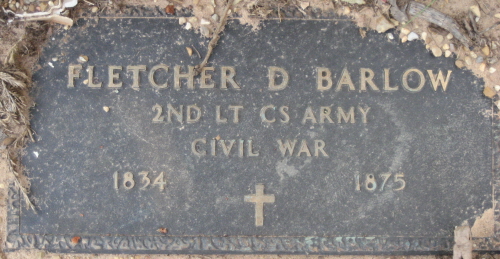 FLETCHER D BARLOW
2ND LT CS ARMY
CIVIL WAR
1834 1875